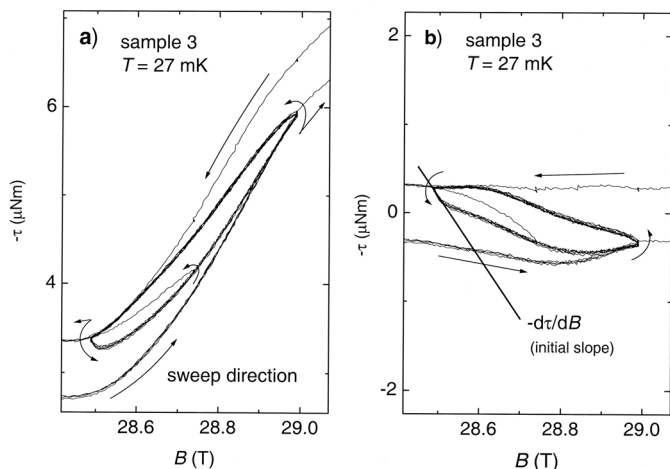 a)
sample 3
T = 27 mK
-τ (μNm)
6
4
sweep direction
28.6
28.8
29.0
B (T)
b)
sample 3
T = 27 mK
-τ (μNm)
2
0
-2
-dτ/dB
(initial slope)
28.6
28.8
29.0
B (T)